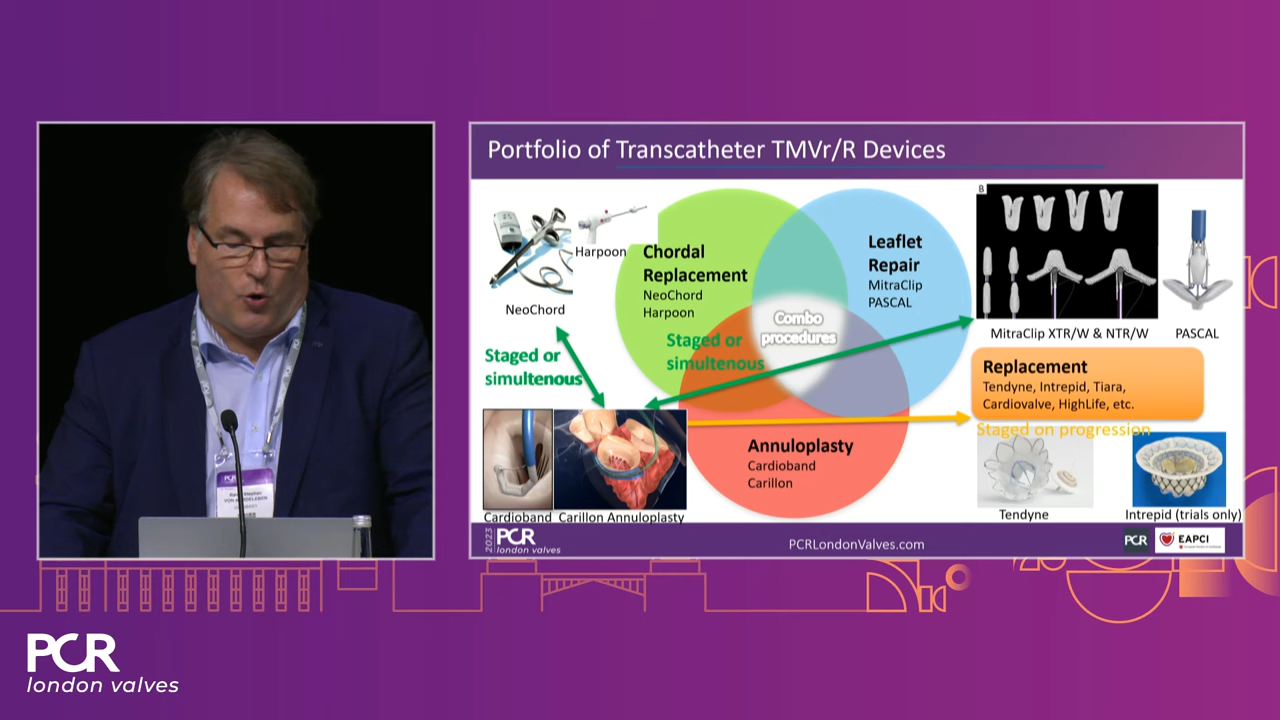 Portfolio of Transcatheter TMVr/R Devices
B
Harpoon
NeoChord
Chordal
Replacement
NeoChord
Harpoon
Leaflet
Repair
MitraClip
PASCAL
Combo
procedures
MitraClip XTR/W & NTR/W
PASCAL
Staged or
simultenous
Staged or
simultenous
Replacement
Tendyne, Intrepid, Tiara,
Cardiovalve, HighLife, etc.
Staged on progression
Annuloplasty
Cardioband
Carillon
Cardioband
Carillon Annuloplasty
Tendyne
Intrepid (trials only)
2023
PCR
london valves
PCRLondonValves.com
PCR
EAPCI
PCR
PCR
london valves